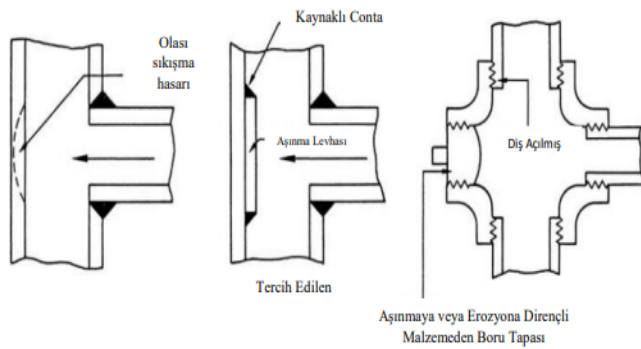 Olası
sıkışma
hasarı
Kaynaklı Conta
Aşınma Levhası
Tercih Edilen
Diş Açılmış
Aşınmaya veya Erozyona Dirençli
Malzemeden Boru Tapası